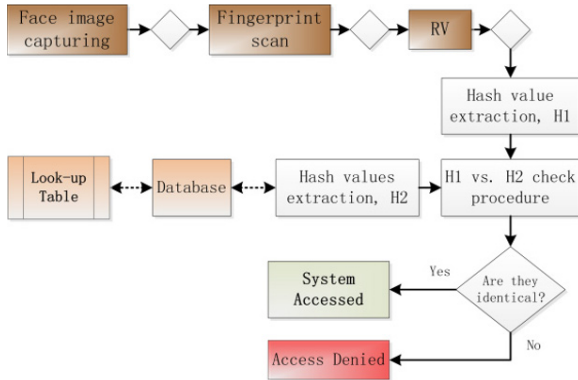 Face image
capturing
Fingerprint
scan
RV
Hash value
extraction, H1
Look-up
Table
Database
Hash values
extraction, H2
H1 vs. H2 check
procedure
Are they
identical?
Yes
System
Accessed
No
Access Denied